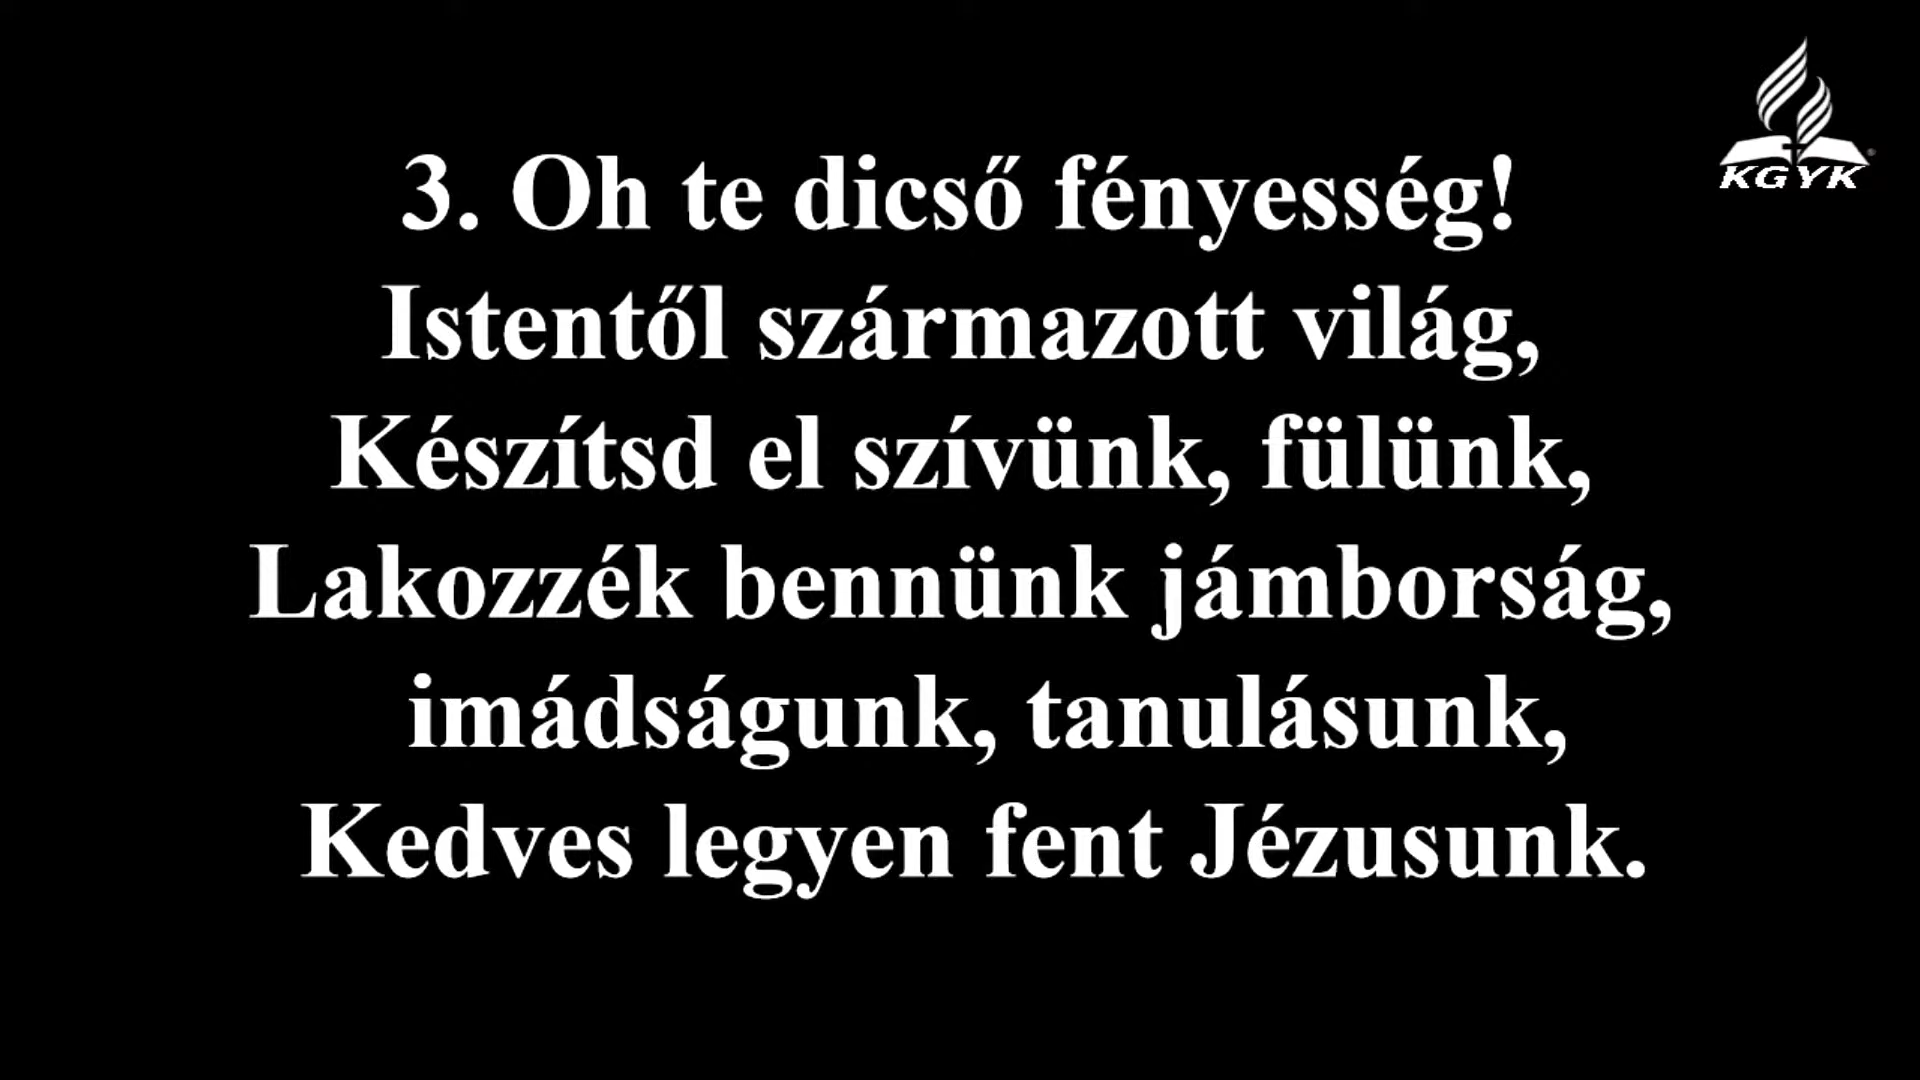 KGYK
3. Oh te dicső fényesség!
Istentől származott világ,
Készítsd el szívünk, fülünk,
Lakozzék bennünk jámborság,
imádságunk, tanulásunk,
Kedves legyen fent Jézusunk.